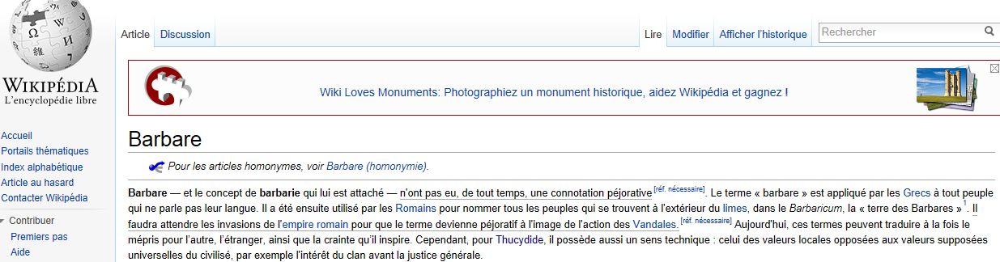 WIKIPÉDIA
L'encyclopédie libre
Accueil
Portails thématiques
Index alphabétique
Article au hasard
Contacter Wikipédia
Contribuer
Premiers pas
Aide
Article Discussion Lire Modifier Afficher l'historique Rechercher
Wiki Loves Monuments: Photographiez un monument historique, aidez Wikipédia et gagnez !
Barbare
Pour les articles homonymes, voir Barbare (homonymie).
Barbare — et le concept de barbarie qui lui est attaché — n'ont pas eu, de tout temps, une connotation péjorative [réf. nécessaire]. Le terme « barbare » est appliqué par les Grecs à tout peuple
qui ne parle pas leur langue. Il a été ensuite utilisé par les Romains pour nommer tous les peuples qui se trouvent à l'extérieur du limes, dans le Barbaricum, la « terre des Barbares » 1. Il
faudra attendre les invasions de l'empire romain pour que le terme devienne péjoratif à l'image de l'action des Vandales. [réf. nécessaire] Aujourd'hui, ces termes peuvent traduire à la fois le
mépris pour l'autre, l'étranger, ainsi que la crainte qu'il inspire. Cependant, pour Thucydide, il possède aussi un sens technique : celui des valeurs locales opposées aux valeurs supposées
universelles du civilisé, par exemple l'intérêt du clan avant la justice générale.